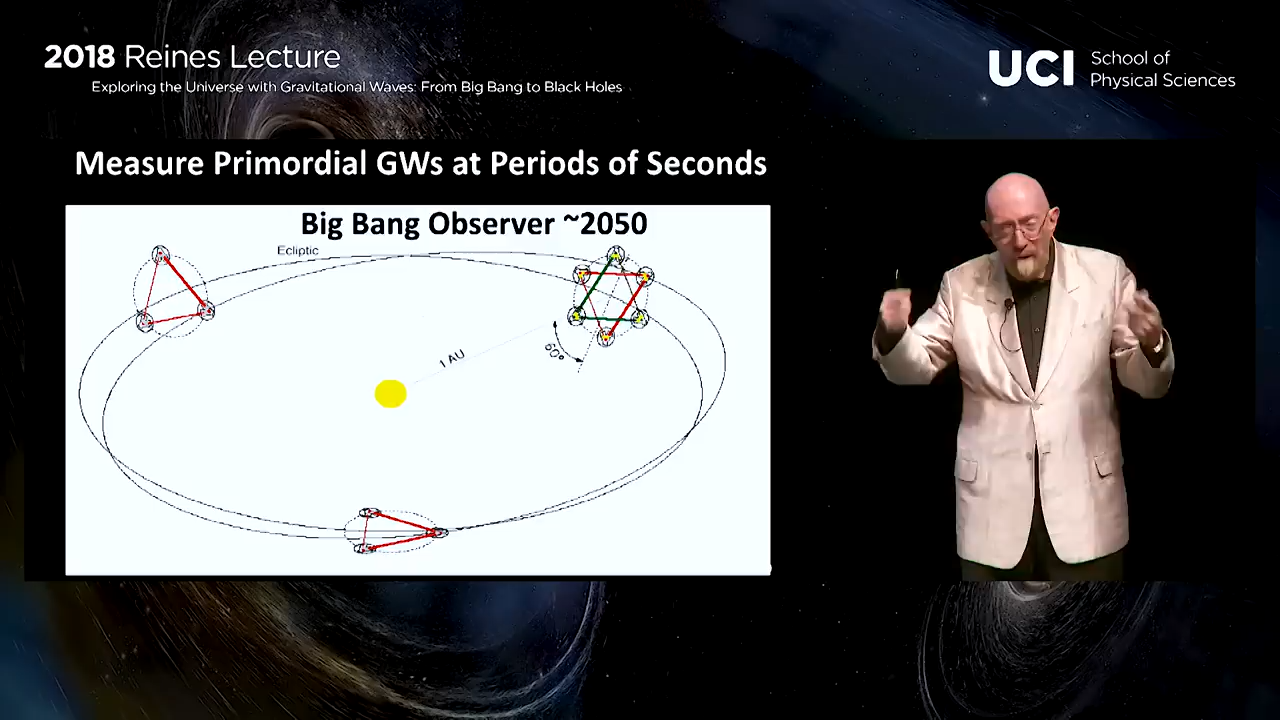 2018 Reines Lecture
Exploring the Universe with Gravitational Waves: From Big Bang to Black Holes
UCI School of
Physical Sciences
Measure Primordial GWs at Periods of Seconds
Big Bang Observer ~2050
Ecliptic
1 AU
60°